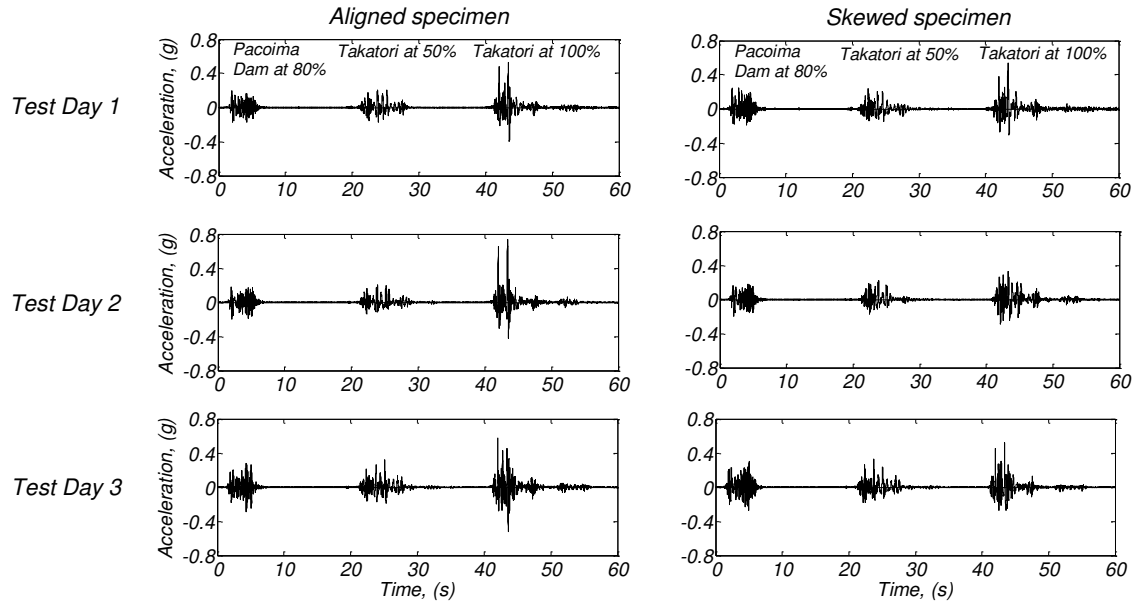 Aligned specimen
Skewed specimen
Test Day 1
Acceleration, (g)
0.8
0.4
0
-0.4
-0.8
Pacoima
Dam at 80%
Takatori at 50%
Takatori at 100%
0 10 20 30 40 50 60
Acceleration, (g)
0.8
0.4
0
-0.4
-0.8
Pacoima
Dam at 80%
Takatori at 50%
Takatori at 100%
0 10 20 30 40 50 60
Test Day 2
Acceleration, (g)
0.8
0.4
0
-0.4
-0.8
0 10 20 30 40 50 60
Acceleration, (g)
0.8
0.4
0
-0.4
-0.8
0 10 20 30 40 50 60
Test Day 3
Acceleration, (g)
0.8
0.4
0
-0.4
-0.8
0 10 20 30 40 50 60
Time, (s)
Acceleration, (g)
0.8
0.4
0
-0.4
-0.8
0 10 20 30 40 50 60
Time, (s)